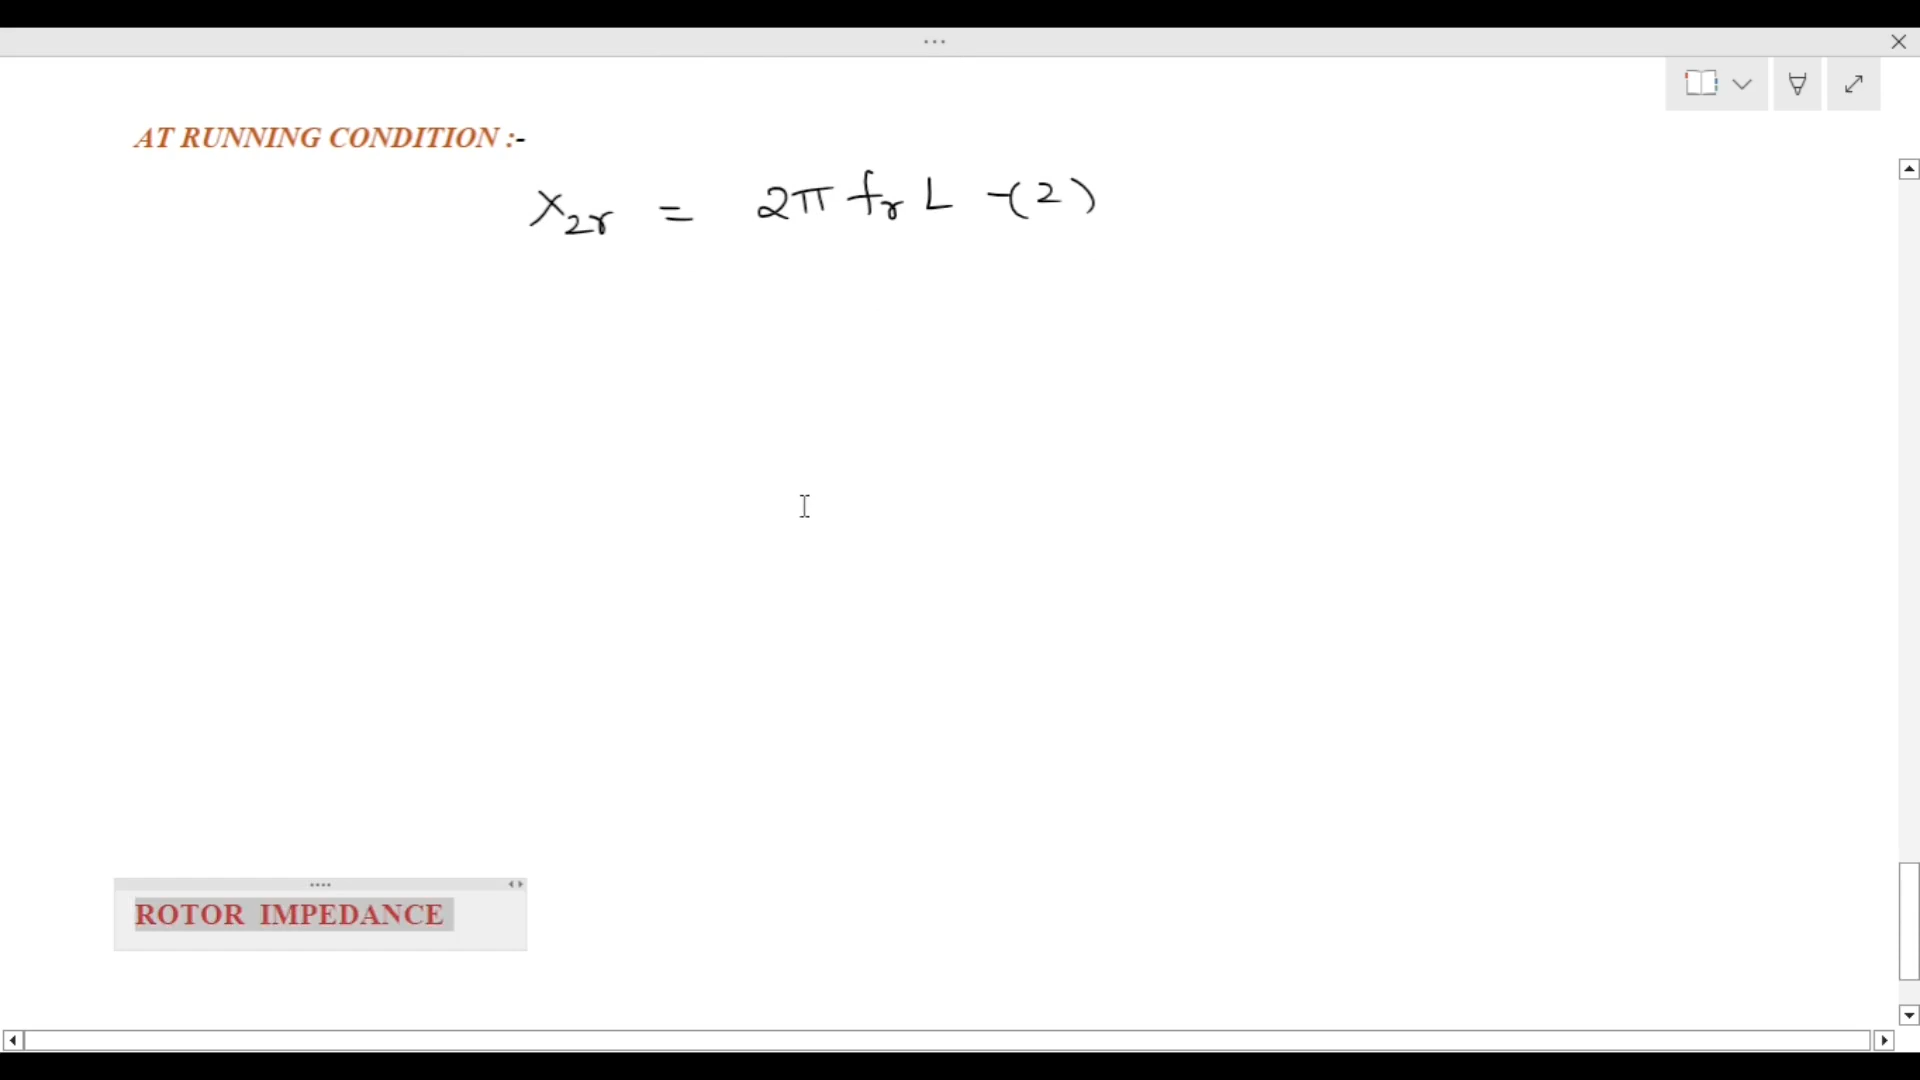 AT RUNNING CONDITION :-
X₂ᵣ = 2π fᵣ L -(2)
ROTOR IMPEDANCE